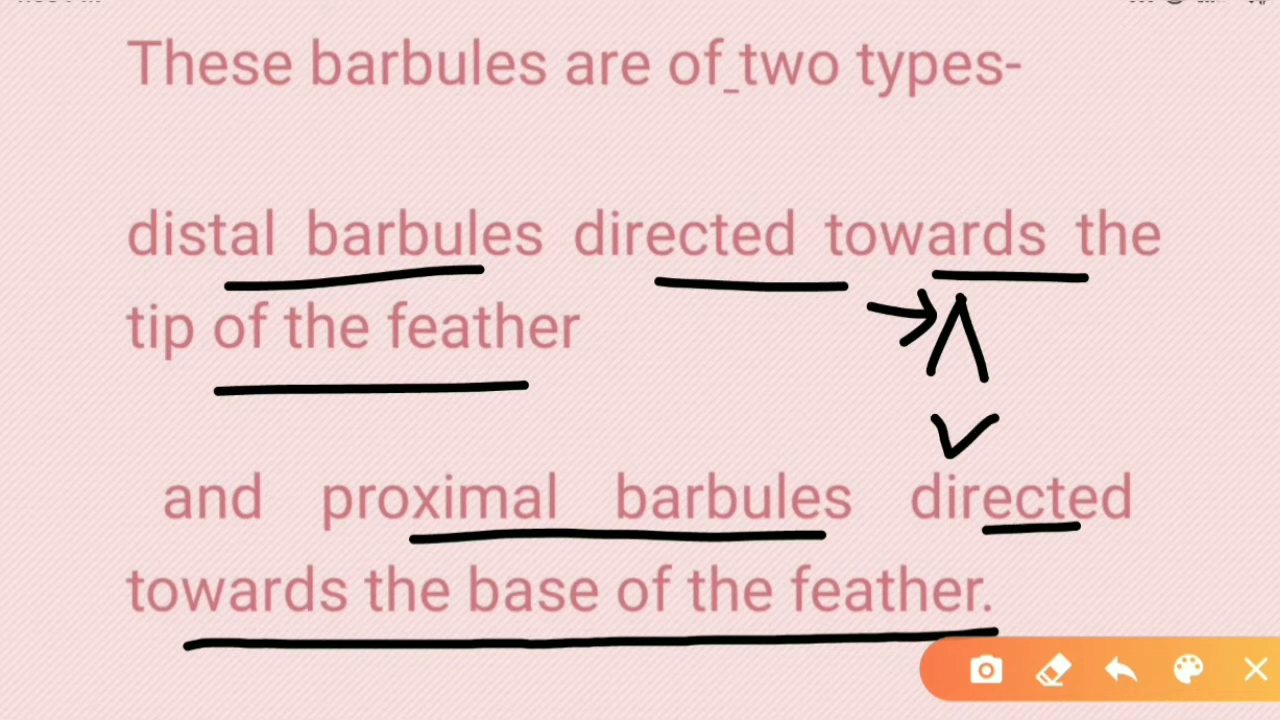 These barbules are of two types-
distal barbules directed towards the
tip of the feather
and proximal barbules directed
towards the base of the feather.